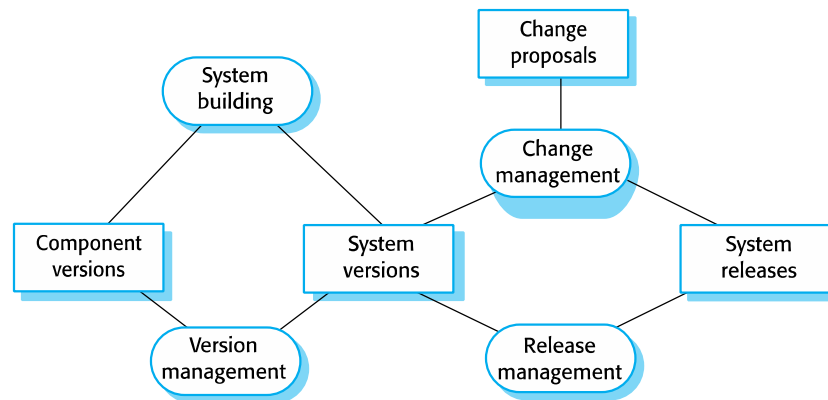 Change
proposals
System
building
Change
management
Component
versions
System
versions
System
releases
Version
management
Release
management